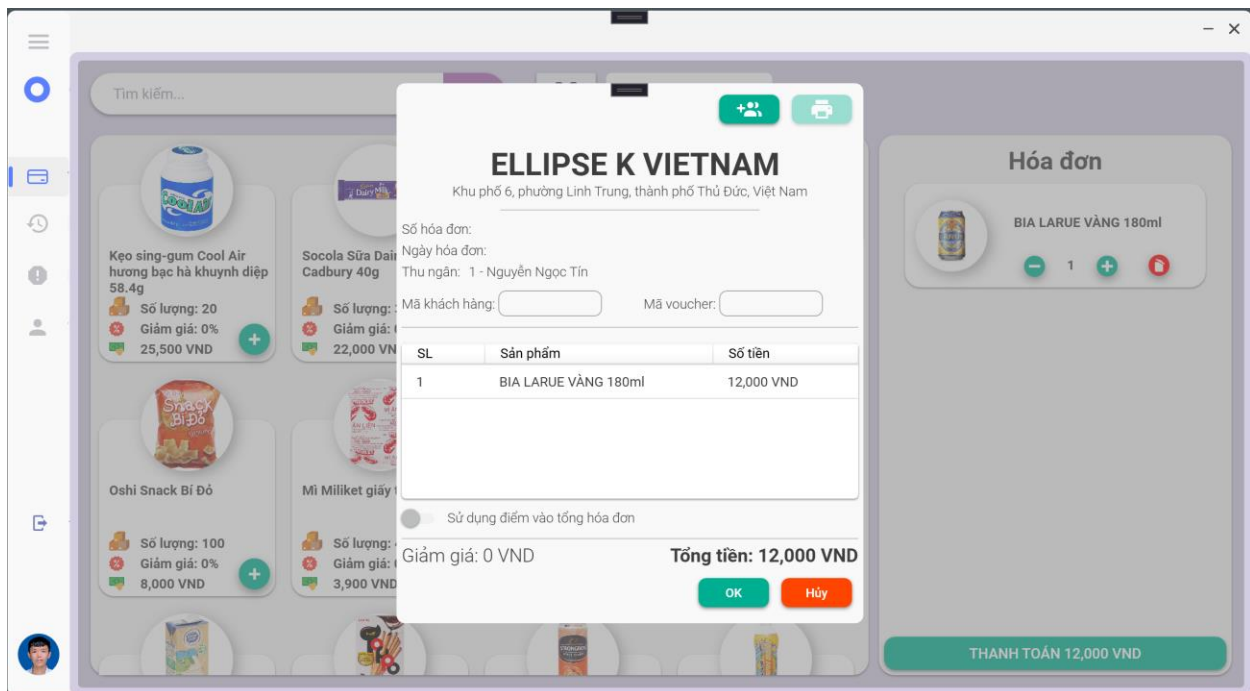 Tìm kiếm...
Kẹo sing-gum Cool Air
hương bạc hà khuynh diệp
58.4g
Số lượng: 20
Giảm giá: 0%
25,500 VND
Socola Sữa Dair
Cadbury 40g
Số lượng:
Giảm giá:
22,000 VN
Oshi Snack Bí Đỏ
Số lượng: 100
Giảm giá: 0%
8,000 VND
Mì Miliket giấy
Số lượng:
Giảm giá:
3,900 VND
ELLIPSE K VIETNAM
Khu phố 6, phường Linh Trung, thành phố Thủ Đức, Việt Nam
Số hóa đơn:
Ngày hóa đơn:
Thu ngân: 1 - Nguyễn Ngọc Tín
Mã khách hàng: Mã voucher:
SL Sản phẩm Số tiền
1 BIA LARUE VÀNG 180ml 12,000 VND
Sử dụng điểm vào tổng hóa đơn
Giảm giá: 0 VND Tổng tiền: 12,000 VND
OK Hủy
Hóa đơn
BIA LARUE VÀNG 180ml
1
THANH TOÁN 12,000 VND